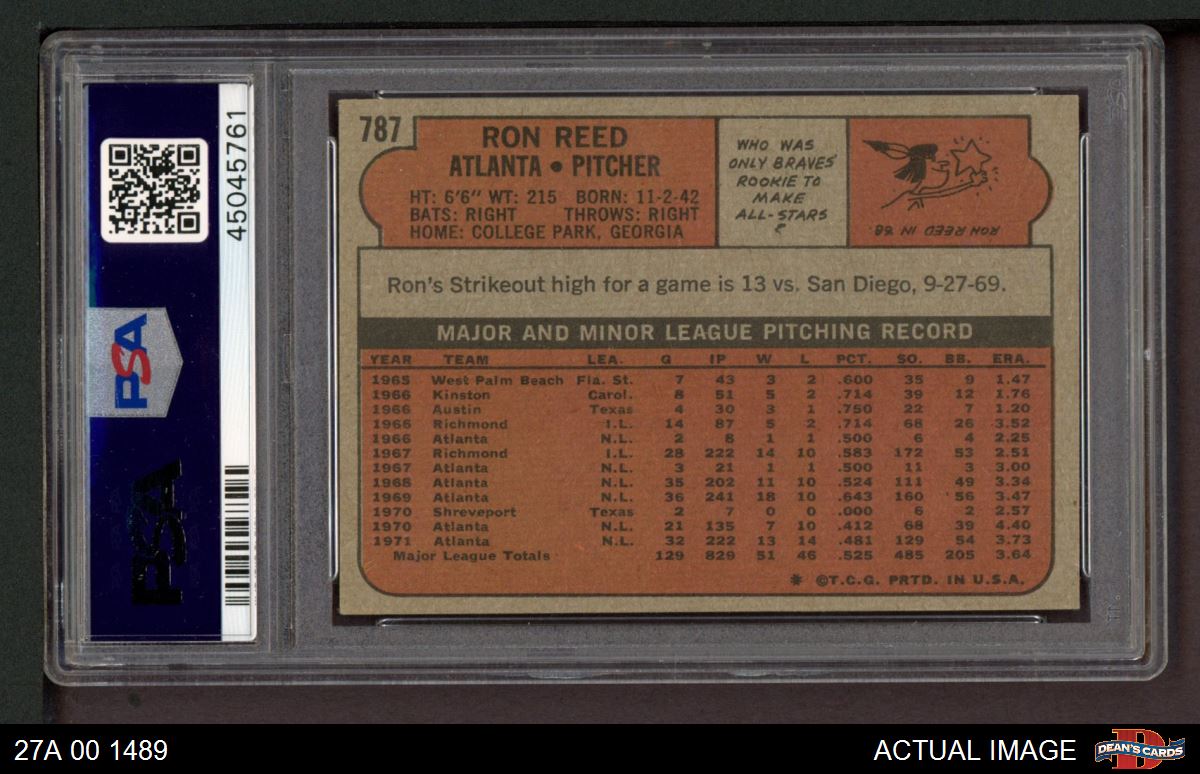 45045761
PSA
PSA
787
RON REED
ATLANTA • PITCHER
HT: 6'6" WT: 215 BORN: 11-2-42
BATS: RIGHT THROWS: RIGHT
HOME: COLLEGE PARK, GEORGIA
WHO WAS
ONLY BRAVES'
ROOKIE TO
MAKE
ALL-STARS
?
RON REED IN '68
Ron's Strikeout high for a game is 13 vs. San Diego, 9-27-69.
MAJOR AND MINOR LEAGUE PITCHING RECORD
YEAR TEAM LEA. G IP W L PCT. SO. BB. ERA.
1965 West Palm Beach Fla. St. 7 43 3 2 .600 35 9 1.47
1966 Kinston Carol. 8 51 5 2 .714 39 12 1.76
1966 Austin Texas 4 30 3 1 .750 22 7 1.20
1966 Richmond I.L. 14 87 5 2 .714 68 26 3.52
1966 Atlanta N.L. 2 8 1 1 .500 6 4 2.25
1967 Richmond I.L. 28 222 14 10 .583 172 53 2.51
1967 Atlanta N.L. 3 21 1 1 .500 11 3 3.00
1968 Atlanta N.L. 35 202 11 10 .524 111 49 3.34
1969 Atlanta N.L. 36 241 18 10 .643 160 56 3.47
1970 Shreveport Texas 2 7 0 0 .000 6 2 2.57
1970 Atlanta N.L. 21 135 7 10 .412 68 39 4.40
1971 Atlanta N.L. 32 222 13 14 .481 129 54 3.73
Major League Totals 129 829 51 46 .525 485 205 3.64
* ©T.C.G. PRTD. IN U.S.A.
27A 00 1489
ACTUAL IMAGE
DEAN'S CARDS